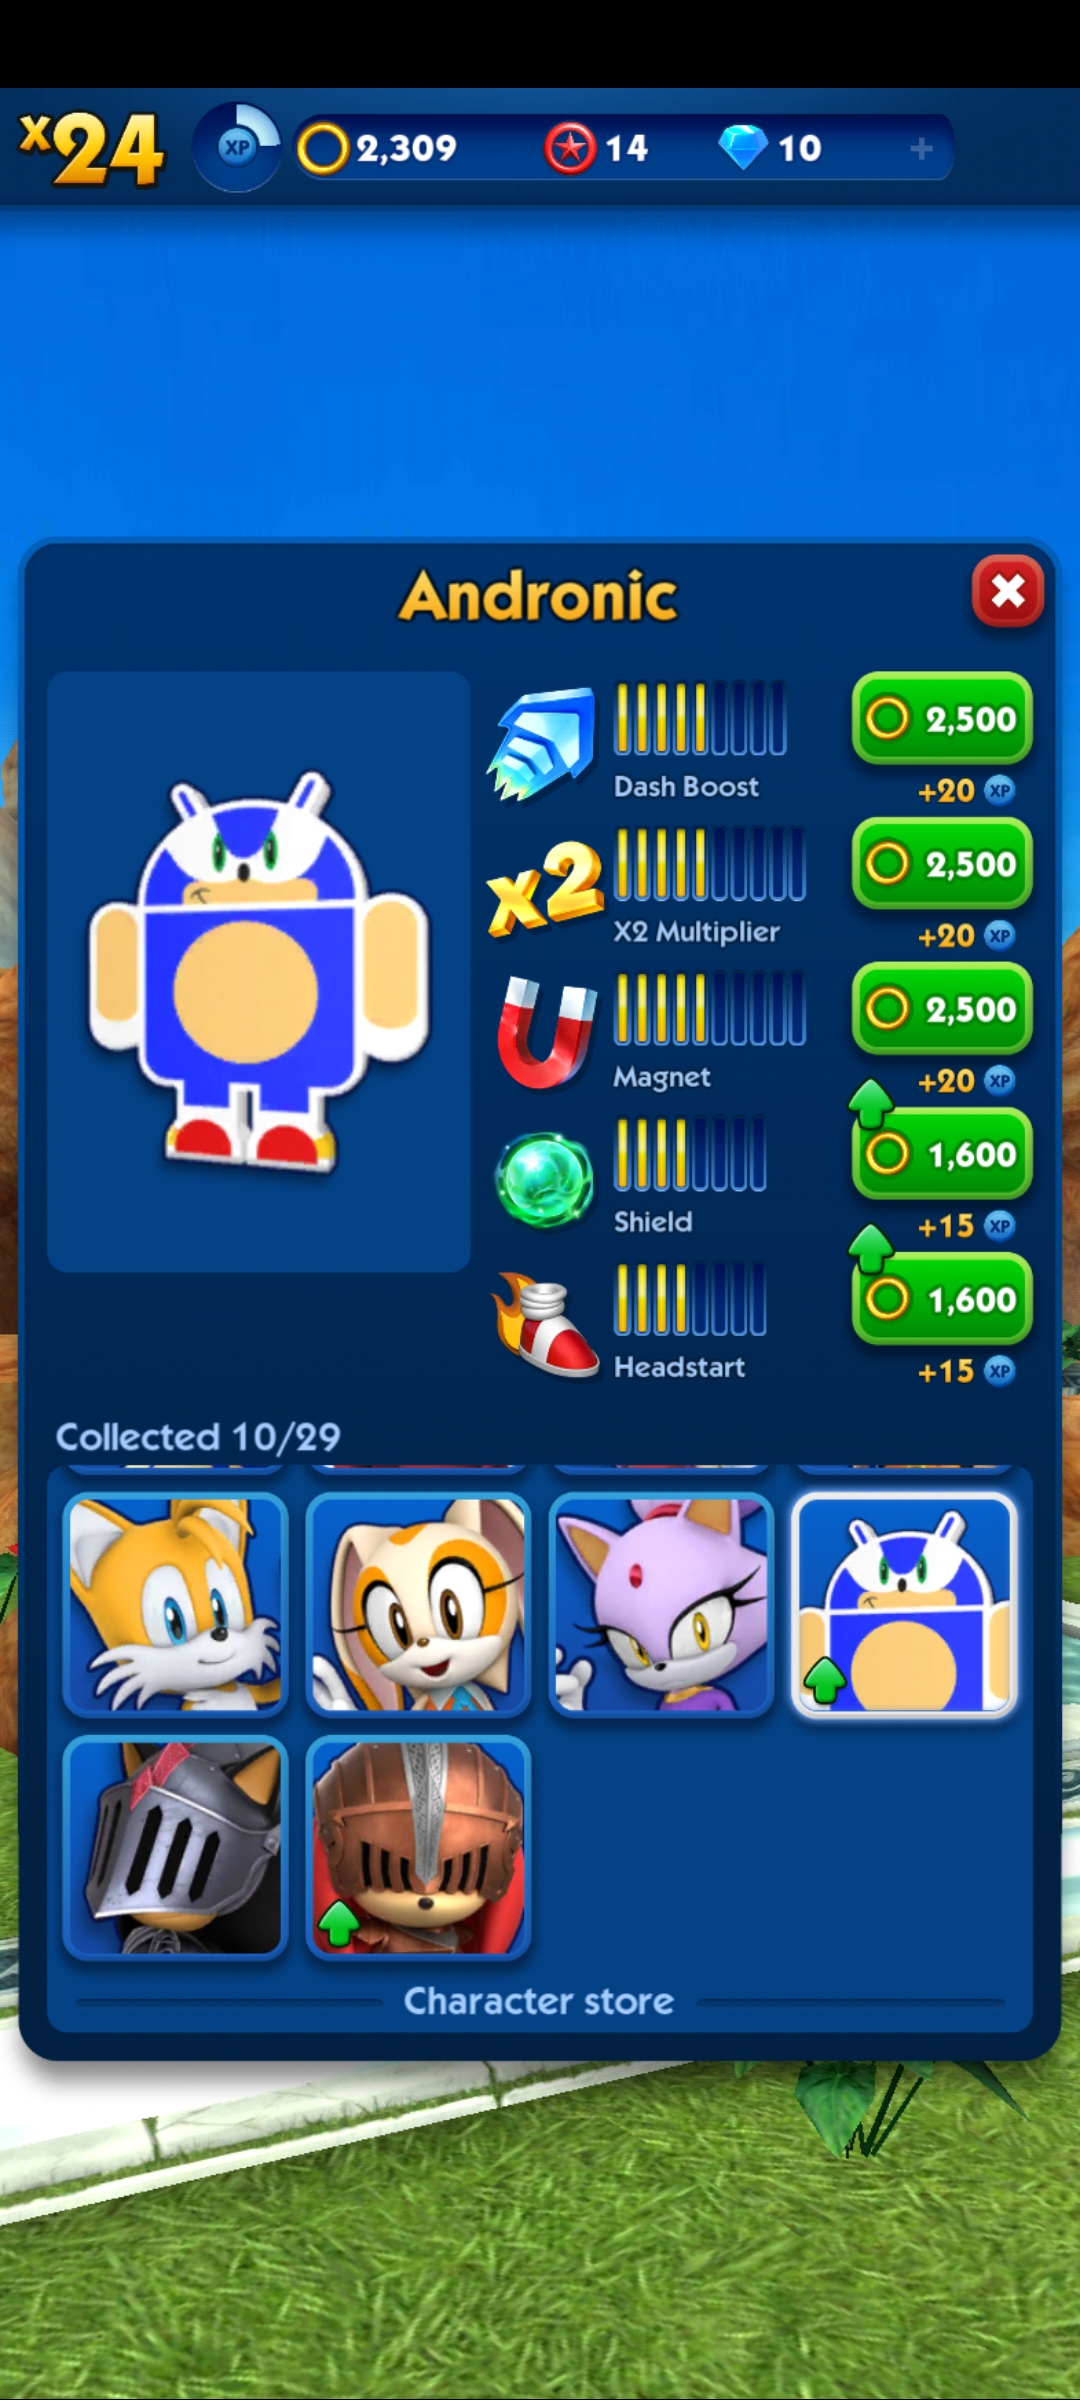 x24 XP 2,309 14 10 +
Andronic
2,500
Dash Boost +20 XP
x2 2,500
X2 Multiplier +20 XP
2,500
Magnet +20 XP
1,600
Shield +15 XP
1,600
Headstart +15 XP
Collected 10/29
Character store